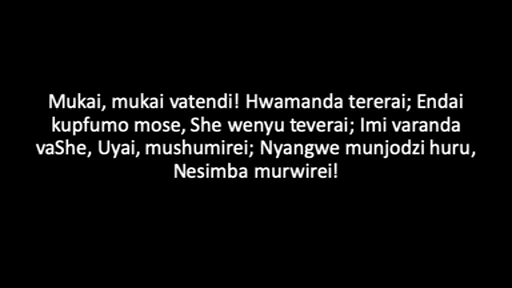 Mukai, mukai vatendi! Hwamanda tererai; Endai
kupfumo mose, She wenyu teverai; Imi varanda
vaShe, Uyai, mushumirei; Nyangwe munjodzi huru,
Nesimba murwirei!